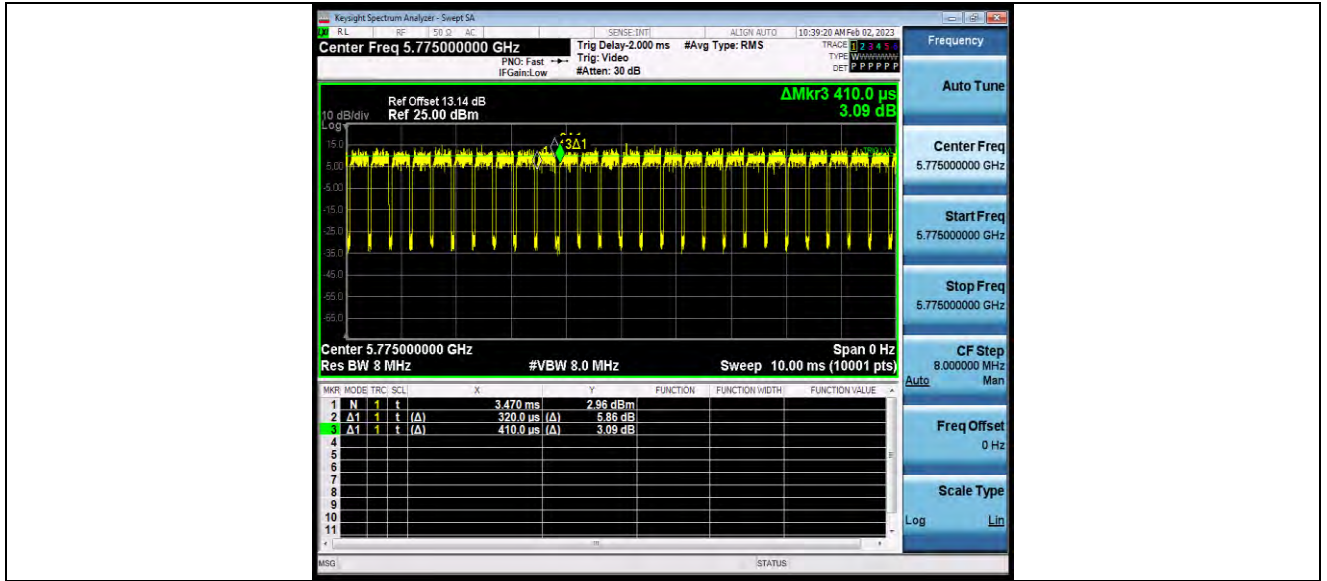 Keysight Spectrum Analyzer - Swept SA
RL RF 50 Ω AC SENSE:INT ALIGN AUTO 10:39:20 AM Feb 02, 2023
Center Freq 5.775000000 GHz
PNO: Fast
IFGain:Low
Trig Delay-2.000 ms
Trig: Video
#Atten: 30 dB
#Avg Type: RMS
TRACE 1 2 3 4 5 6
TYPE WWWWWW
DET P P P P P P
ΔMkr3 410.0 µs
3.09 dB
Ref Offset 13.14 dB
10 dB/div Ref 25.00 dBm
Log
15.0
5.00
-5.00
-15.0
-25.0
-35.0
-45.0
-55.0
-65.0
3Δ1
Center 5.775000000 GHz Span 0 Hz
Res BW 8 MHz #VBW 8.0 MHz Sweep 10.00 ms (10001 pts)
MKR MODE TRC SCL X Y FUNCTION FUNCTION WIDTH FUNCTION VALUE
1 N 1 t 3.470 ms 2.96 dBm
2 Δ1 1 t (Δ) 320.0 µs (Δ) 5.86 dB
3 Δ1 1 t (Δ) 410.0 µs (Δ) 3.09 dB
4
5
6
7
8
9
10
11
MSG STATUS
Frequency
Auto Tune
Center Freq
5.775000000 GHz
Start Freq
5.775000000 GHz
Stop Freq
5.775000000 GHz
CF Step
8.000000 MHz
Auto Man
Freq Offset
0 Hz
Scale Type
Log Lin